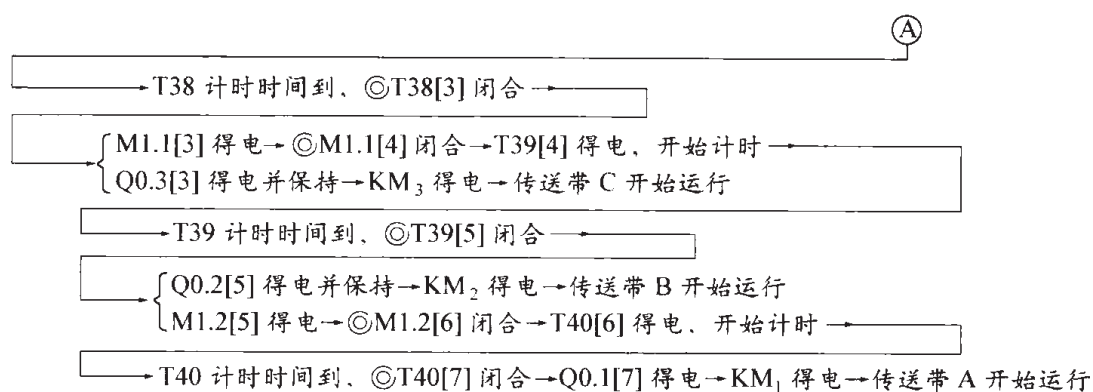 Ⓐ
T38 计时时间到、◎T38[3] 闭合→
M1.1[3] 得电→◎M1.1[4] 闭合→T39[4] 得电、开始计时→
Q0.3[3] 得电并保持→KM₃ 得电→传送带 C 开始运行
T39 计时时间到、◎T39[5] 闭合→
Q0.2[5] 得电并保持→KM₂ 得电→传送带 B 开始运行
M1.2[5] 得电→◎M1.2[6] 闭合→T40[6] 得电、开始计时→
T40 计时时间到、◎T40[7] 闭合→Q0.1[7] 得电→KM₁ 得电→传送带 A 开始运行